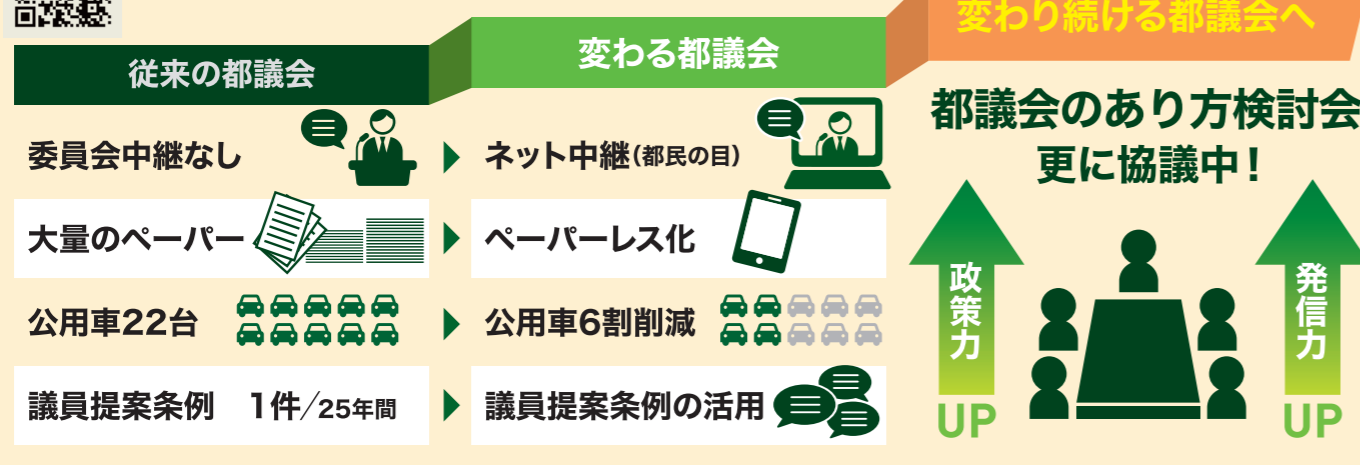 従来の都議会
変わる都議会
変わり続ける都議会へ
委員会中継なし
ネット中継(都民の目)
大量のペーパー
ペーパーレス化
公用車22台
公用車6割削減
議員提案条例 1件/25年間
議員提案条例の活用
都議会のあり方検討会
更に協議中!
政策力
UP
発信力
UP